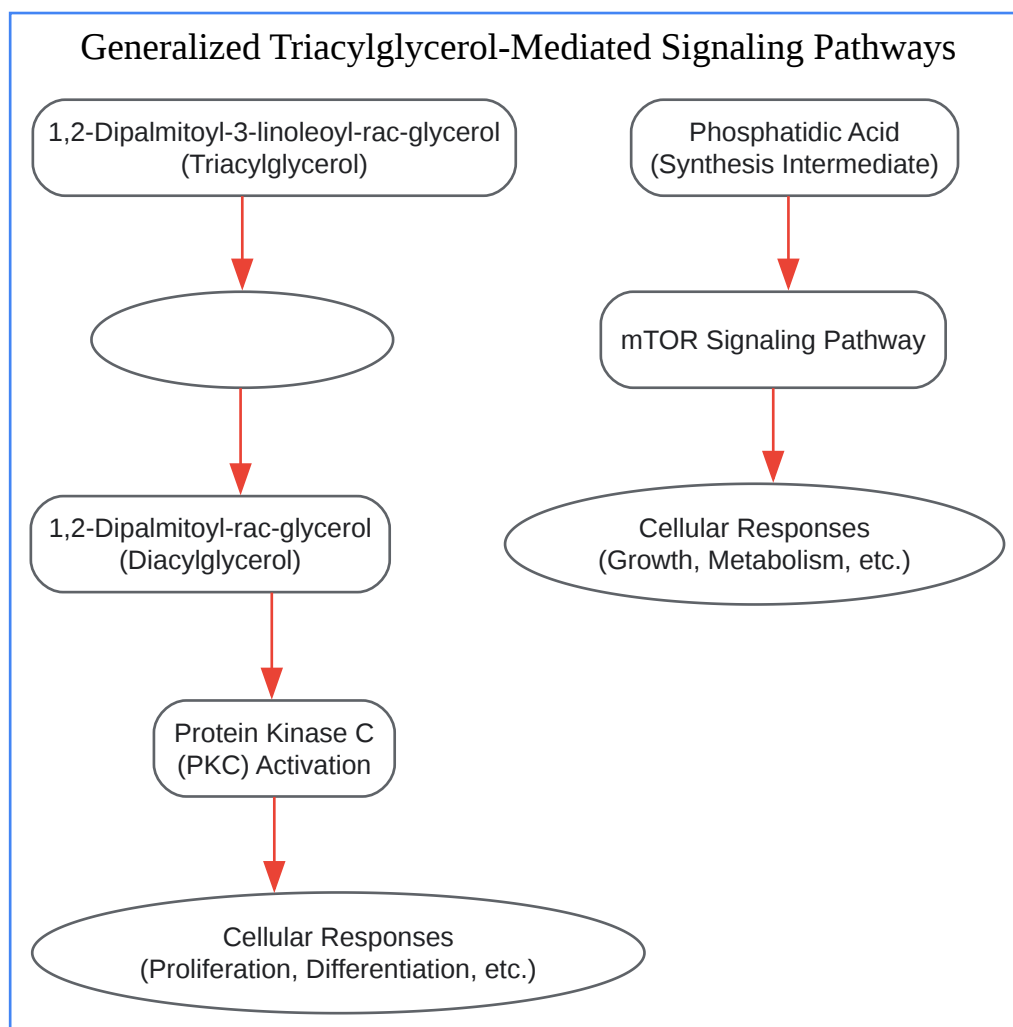 Generalized Triacylglycerol-Mediated Signaling Pathways
1,2-Dipalmitoyl-3-linoleoyl-rac-glycerol
(Triacylglycerol)
1,2-Dipalmitoyl-rac-glycerol
(Diacylglycerol)
Protein Kinase C
(PKC) Activation
Cellular Responses
(Proliferation, Differentiation, etc.)
Phosphatidic Acid
(Synthesis Intermediate)
mTOR Signaling Pathway
Cellular Responses
(Growth, Metabolism, etc.)